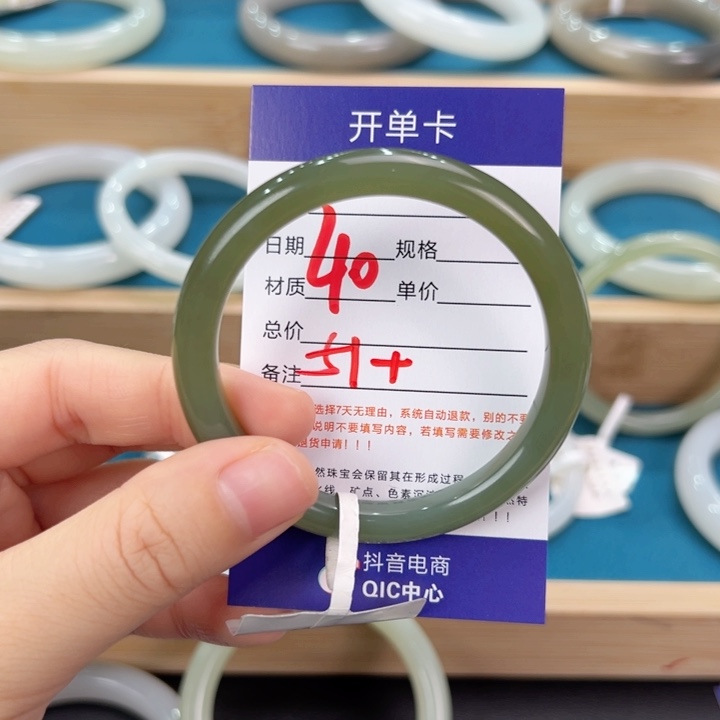 开单卡
40
日期 规格
材质 单价
总价
51+
备注
选择7天无理由，系统自动退款，别的不要
说明不要填写内容，若填写需要修改之
退货申请！！！
然珠宝会保留其在形成过程
水线、矿点、色素沉
然特
！！！
抖音电商
QIC中心